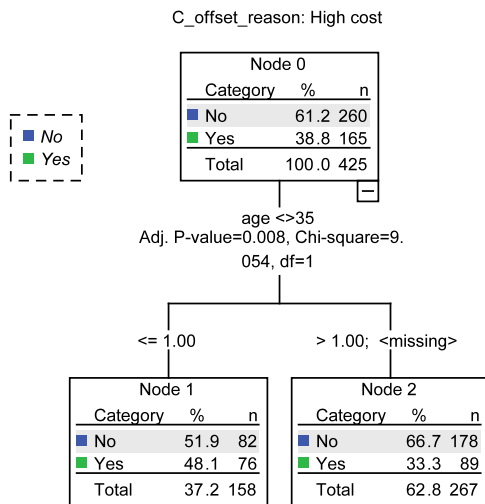 C_offset_reason: High cost
Node 0
Category % n
No 61.2 260
Yes 38.8 165
Total 100.0 425
No
Yes
age <>35
Adj. P-value=0.008, Chi-square=9.
054, df=1
<= 1.00
> 1.00; <missing>
Node 1
Category % n
No 51.9 82
Yes 48.1 76
Total 37.2 158
Node 2
Category % n
No 66.7 178
Yes 33.3 89
Total 62.8 267